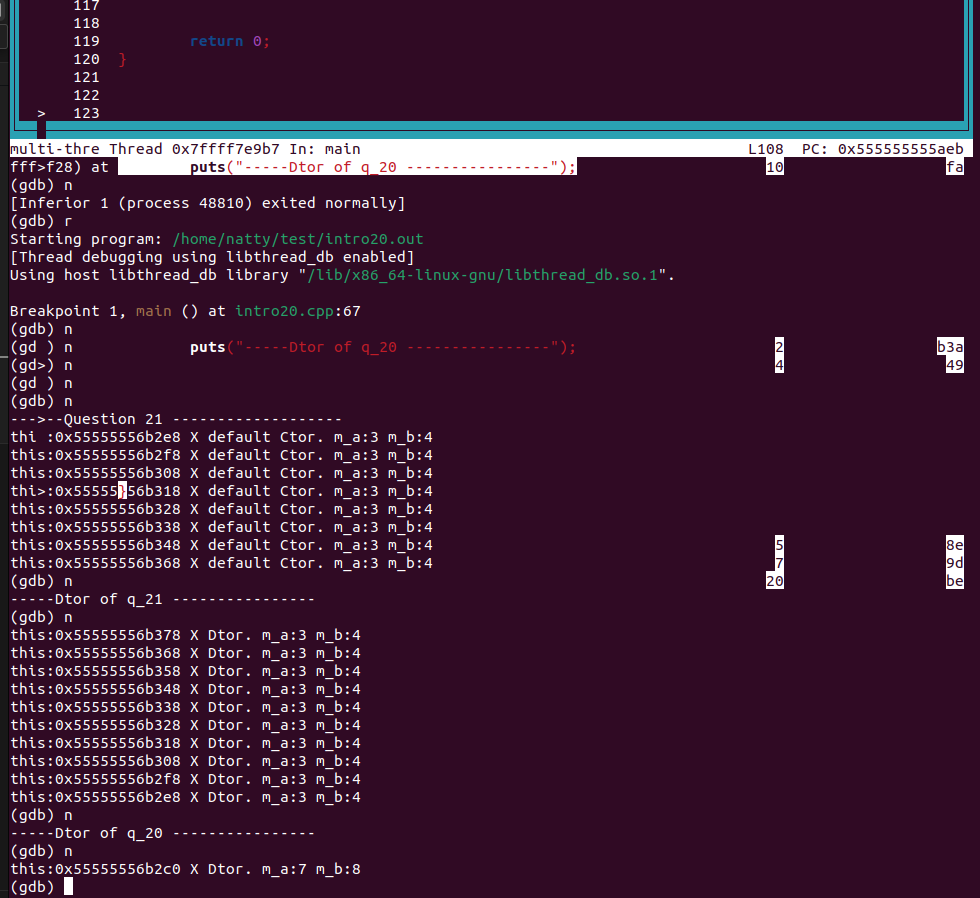 117
118
119 return 0;
120 }
121
122
> 123
multi-thre Thread 0x7ffff7e9b7 In: main L108 PC: 0x555555555aeb
fff>f28) at puts("-----Dtor of q_20 ----------------"); 10 fa
(gdb) n
[Inferior 1 (process 48810) exited normally]
(gdb) r
Starting program: /home/natty/test/intro20.out
[Thread debugging using libthread_db enabled]
Using host libthread_db library "/lib/x86_64-linux-gnu/libthread_db.so.1".
Breakpoint 1, main () at intro20.cpp:67
(gdb) n
(gd ) n puts("-----Dtor of q_20 ----------------"); 2 b3a
(gd>) n 4 49
(gd ) n
(gdb) n
--->--Question 21 -------------------
thi :0x55555556b2e8 X default Ctor. m_a:3 m_b:4
this:0x55555556b2f8 X default Ctor. m_a:3 m_b:4
this:0x55555556b308 X default Ctor. m_a:3 m_b:4
thi>:0x55555}56b318 X default Ctor. m_a:3 m_b:4
this:0x55555556b328 X default Ctor. m_a:3 m_b:4
this:0x55555556b338 X default Ctor. m_a:3 m_b:4
this:0x55555556b348 X default Ctor. m_a:3 m_b:4 5 8e
this:0x55555556b368 X default Ctor. m_a:3 m_b:4 7 9d
(gdb) n 20 be
-----Dtor of q_21 ----------------
(gdb) n
this:0x55555556b378 X Dtor. m_a:3 m_b:4
this:0x55555556b368 X Dtor. m_a:3 m_b:4
this:0x55555556b358 X Dtor. m_a:3 m_b:4
this:0x55555556b348 X Dtor. m_a:3 m_b:4
this:0x55555556b338 X Dtor. m_a:3 m_b:4
this:0x55555556b328 X Dtor. m_a:3 m_b:4
this:0x55555556b318 X Dtor. m_a:3 m_b:4
this:0x55555556b308 X Dtor. m_a:3 m_b:4
this:0x55555556b2f8 X Dtor. m_a:3 m_b:4
this:0x55555556b2e8 X Dtor. m_a:3 m_b:4
(gdb) n
-----Dtor of q_20 ----------------
(gdb) n
this:0x55555556b2c0 X Dtor. m_a:7 m_b:8
(gdb)